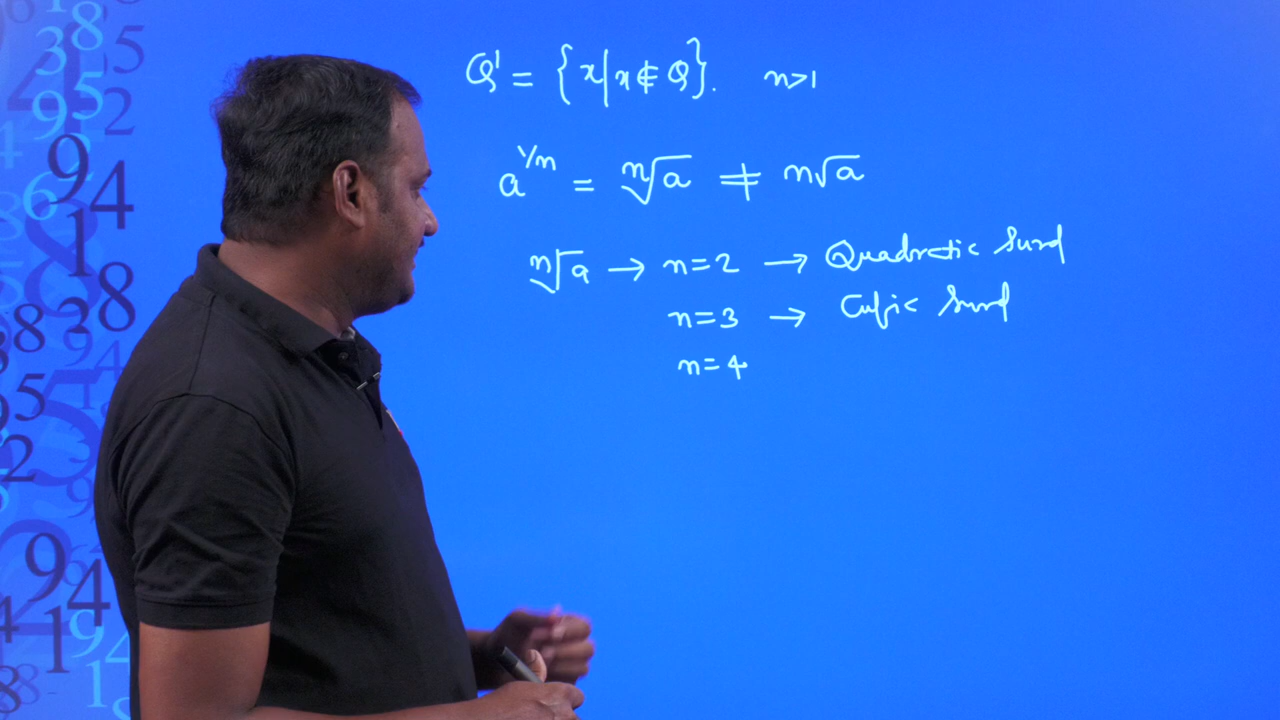 Q' = {x/x∉Q}. n>1
a^1/n = ⁿ√a ≠ n√a
ⁿ√a → n=2 → Quadratic Surd
n=3 → Cubic Surd
n=4